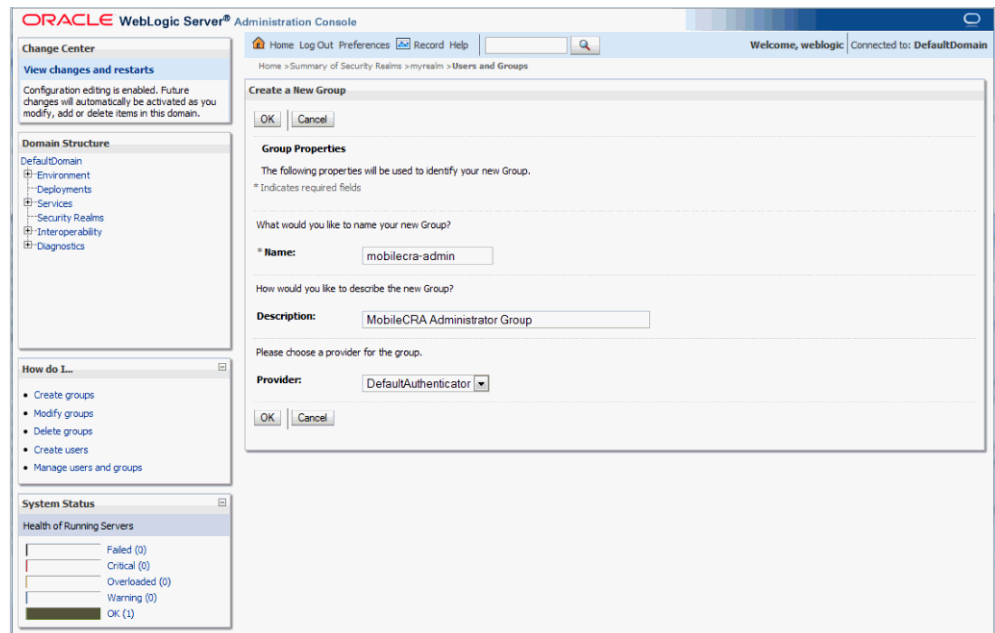 ORACLE WebLogic Server® Administration Console
Change Center
View changes and restarts
Configuration editing is enabled. Future
changes will automatically be activated as you
modify, add or delete items in this domain.
Domain Structure
DefaultDomain
Environment
Deployments
Services
Security Realms
Interoperability
Diagnostics
How do I...
Create groups
Modify groups
Delete groups
Create users
Manage users and groups
System Status
Health of Running Servers
Failed (0)
Critical (0)
Overloaded (0)
Warning (0)
OK (1)
Home Log Out Preferences Record Help
Welcome, weblogic Connected to: DefaultDomain
Home >Summary of Security Realms >myrealm >Users and Groups
Create a New Group
OK Cancel
Group Properties
The following properties will be used to identify your new Group.
* Indicates required fields
What would you like to name your new Group?
* Name: mobilecra-admin
How would you like to describe the new Group?
Description: MobileCRA Administrator Group
Please choose a provider for the group.
Provider: DefaultAuthenticator
OK Cancel